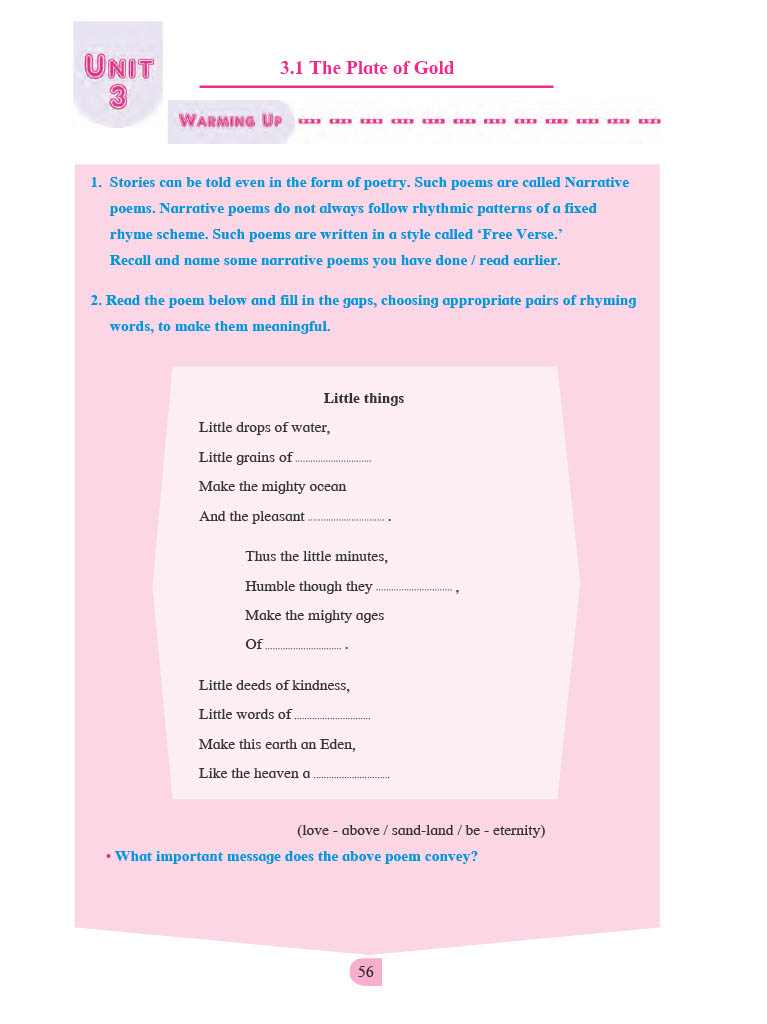 UNIT
3
3.1 The Plate of Gold
WARMING UP
1. Stories can be told even in the form of poetry. Such poems are called Narrative
poems. Narrative poems do not always follow rhythmic patterns of a fixed
rhyme scheme. Such poems are written in a style called ‘Free Verse.’
Recall and name some narrative poems you have done / read earlier.
2. Read the poem below and fill in the gaps, choosing appropriate pairs of rhyming
words, to make them meaningful.
Little things
Little drops of water,
Little grains of ..............................
Make the mighty ocean
And the pleasant .............................. .
Thus the little minutes,
Humble though they .............................. ,
Make the mighty ages
Of .............................. .
Little deeds of kindness,
Little words of ..............................
Make this earth an Eden,
Like the heaven a ..............................
(love - above / sand-land / be - eternity)
• What important message does the above poem convey?
56